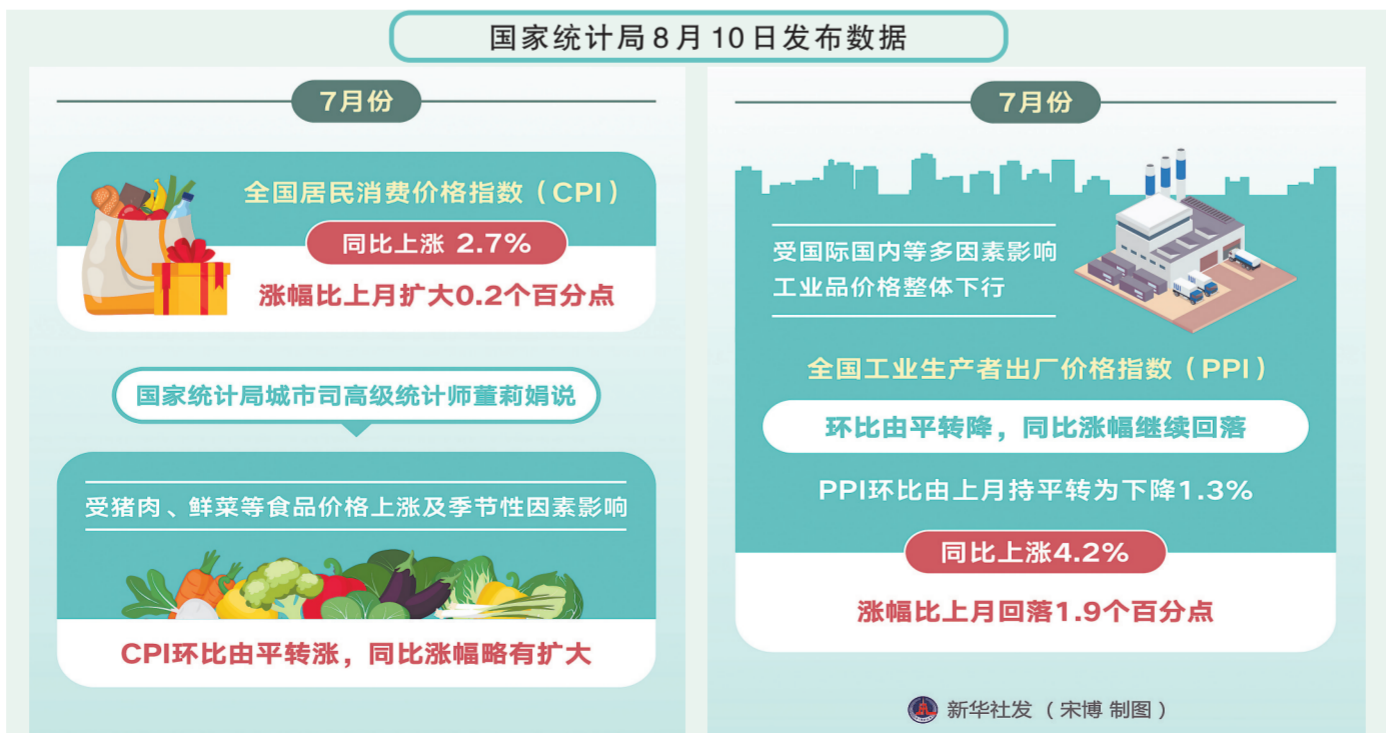 国家统计局8月10日发布数据
7月份
全国居民消费价格指数（CPI）
同比上涨 2.7%
涨幅比上月扩大0.2个百分点
国家统计局城市司高级统计师董莉娟说
受猪肉、鲜菜等食品价格上涨及季节性因素影响
CPI环比由平转涨，同比涨幅略有扩大
7月份
受国际国内等多因素影响
工业品价格整体下行
全国工业生产者出厂价格指数（PPI）
环比由平转降，同比涨幅继续回落
PPI环比由上月持平转为下降1.3%
同比上涨4.2%
涨幅比上月回落1.9个百分点
新华社发（宋博 制图）